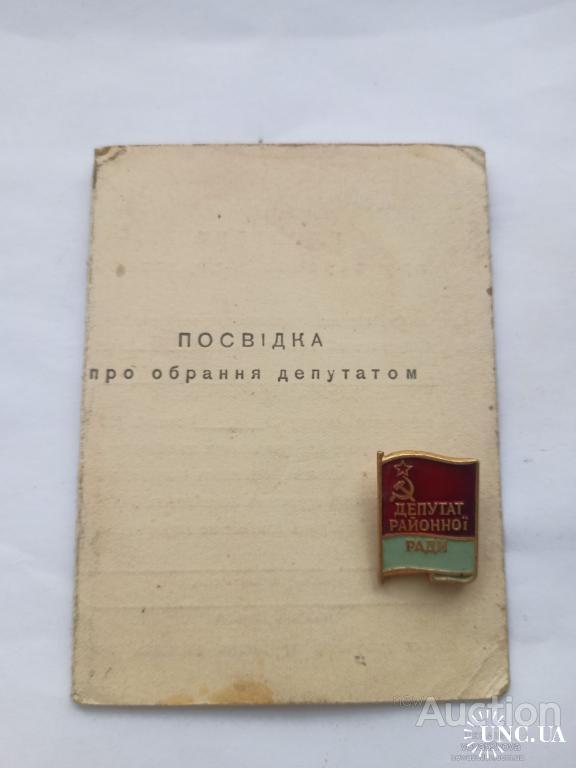 ПОСВІДКА
про обрання депутатом
ДЕПУТАТ
РАЙОННОЇ
РАДИ
Auction
UNC.UA